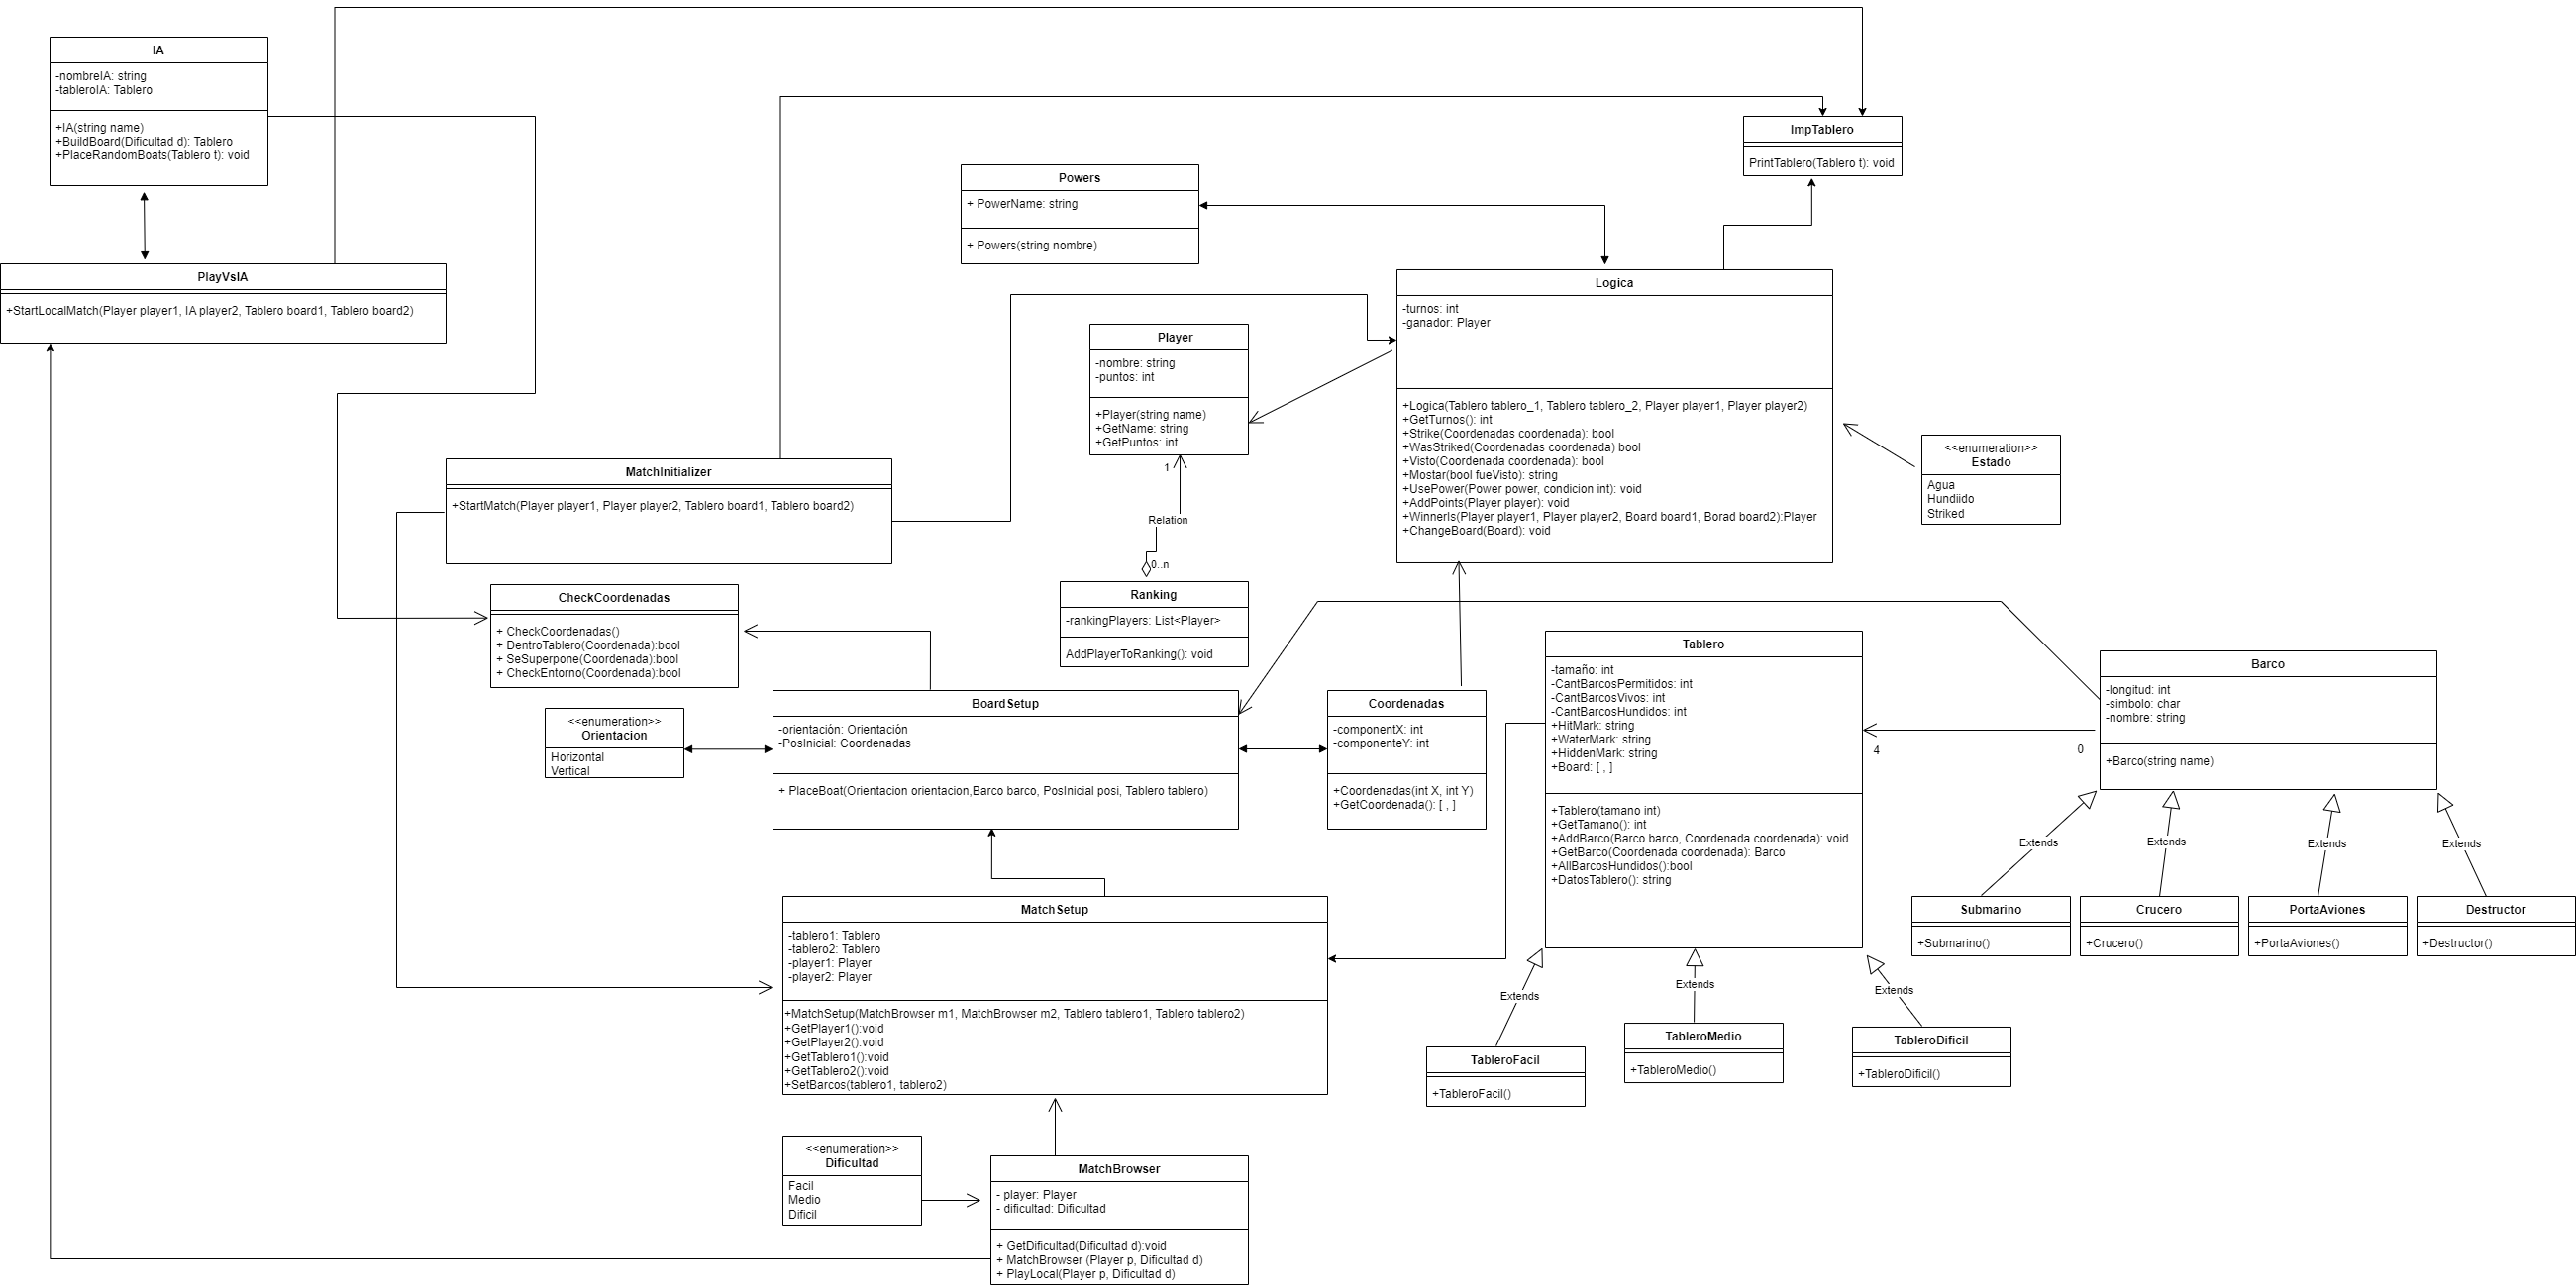 IA
-nombreIA: string
-tableroIA: Tablero
+IA(string name)
+BuildBoard(Dificultad d): Tablero
+PlaceRandomBoats(Tablero t): void
ImpTablero
PrintTablero(Tablero t): void
Powers
+ PowerName: string
+ Powers(string nombre)
PlayVsIA
+StartLocalMatch(Player player1, IA player2, Tablero board1, Tablero board2)
Logica
-turnos: int
-ganador: Player
+Logica(Tablero tablero_1, Tablero tablero_2, Player player1, Player player2)
+GetTurnos(): int
+Strike(Coordenadas coordenada): bool
+WasStriked(Coordenadas coordenada) bool
+Visto(Coordenada coordenada): bool
+Mostar(bool fueVisto): string
+UsePower(Power power, condicion int): void
+AddPoints(Player player): void
+WinnerIs(Player player1, Player player2, Board board1, Borad board2):Player
+ChangeBoard(Board): void
Player
-nombre: string
-puntos: int
+Player(string name)
+GetName: string
+GetPuntos: int
1
Relation
0..n
<<enumeration>>
Estado
Agua
Hundiido
Striked
MatchInitializer
+StartMatch(Player player1, Player player2, Tablero board1, Tablero board2)
CheckCoordenadas
+ CheckCoordenadas()
+ DentroTablero(Coordenada):bool
+ SeSuperpone(Coordenada):bool
+ CheckEntorno(Coordenada):bool
Ranking
-rankingPlayers: List<Player>
AddPlayerToRanking(): void
<<enumeration>>
Orientacion
Horizontal
Vertical
BoardSetup
-orientación: Orientación
-PosInicial: Coordenadas
+ PlaceBoat(Orientacion orientacion,Barco barco, PosInicial posi, Tablero tablero)
Coordenadas
-componentX: int
-componenteY: int
+Coordenadas(int X, int Y)
+GetCoordenada(): [ , ]
Tablero
-tamaño: int
-CantBarcosPermitidos: int
-CantBarcosVivos: int
-CantBarcosHundidos: int
+HitMark: string
+WaterMark: string
+HiddenMark: string
+Board: [ , ]
+Tablero(tamano int)
+GetTamano(): int
+AddBarco(Barco barco, Coordenada coordenada): void
+GetBarco(Coordenada coordenada): Barco
+AllBarcosHundidos():bool
+DatosTablero(): string
4
0
Barco
-longitud: int
-simbolo: char
-nombre: string
+Barco(string name)
Extends
Extends
Extends
Extends
Submarino
+Submarino()
Crucero
+Crucero()
PortaAviones
+PortaAviones()
Destructor
+Destructor()
MatchSetup
-tablero1: Tablero
-tablero2: Tablero
-player1: Player
-player2: Player
+MatchSetup(MatchBrowser m1, MatchBrowser m2, Tablero tablero1, Tablero tablero2)
+GetPlayer1():void
+GetPlayer2():void
+GetTablero1():void
+GetTablero2():void
+SetBarcos(tablero1, tablero2)
Extends
Extends
Extends
TableroFacil
+TableroFacil()
TableroMedio
+TableroMedio()
TableroDificil
+TableroDificil()
<<enumeration>>
Dificultad
Facil
Medio
Dificil
MatchBrowser
- player: Player
- dificultad: Dificultad
+ GetDificultad(Dificultad d):void
+ MatchBrowser (Player p, Dificultad d)
+ PlayLocal(Player p, Dificultad d)